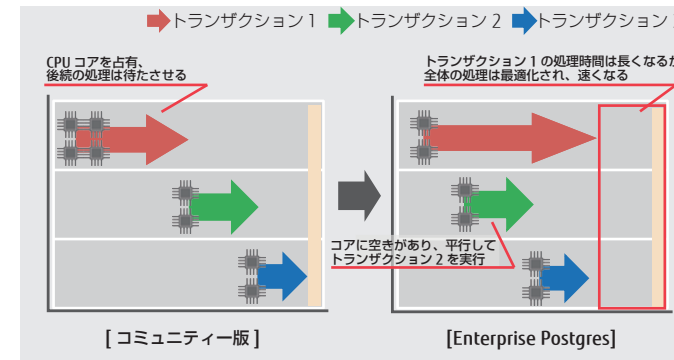 トランザクション 1 トランザクション 2 トランザクション
CPU コアを占有、
後続の処理は待たさせる
トランザクション 1 の処理時間は長くなるが
全体の処理は最適化され、速くなる
コアに空きがあり、平行して
トランザクション 2 を実行
[ コミュニティー版 ]
[Enterprise Postgres]